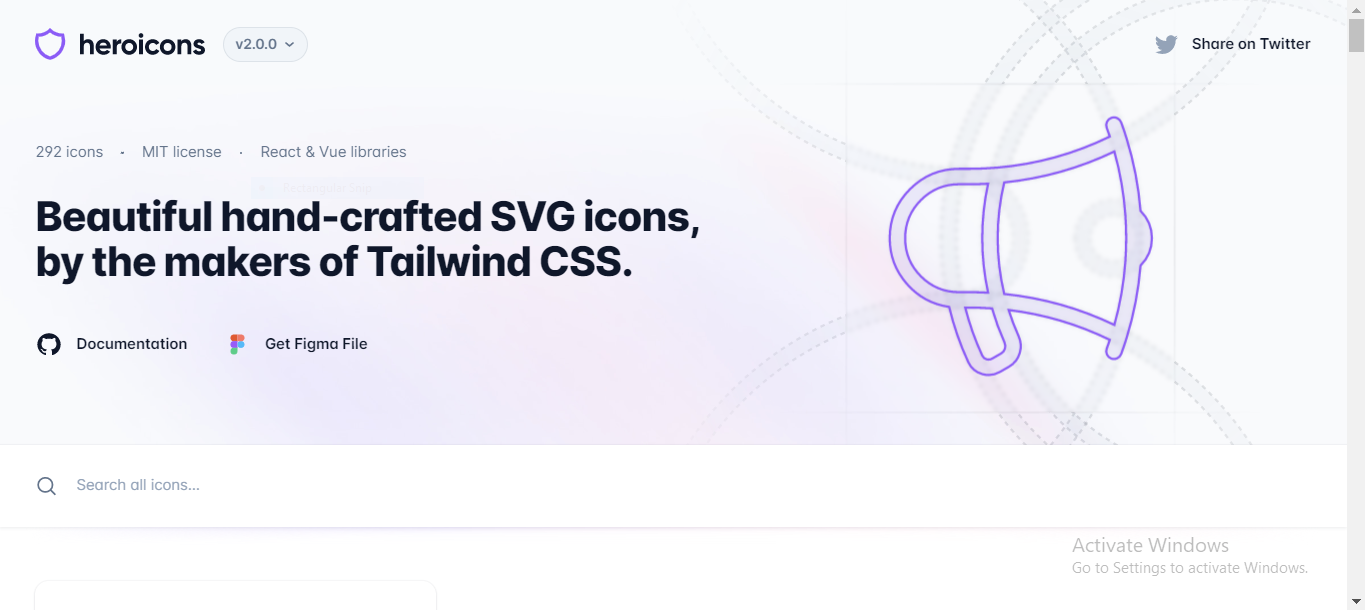 heroicons
v2.0.0
Share on Twitter
292 icons · MIT license · React & Vue libraries
Rectangular Snip
Beautiful hand-crafted SVG icons,
by the makers of Tailwind CSS.
Documentation
Get Figma File
Search all icons...
Activate Windows
Go to Settings to activate Windows.